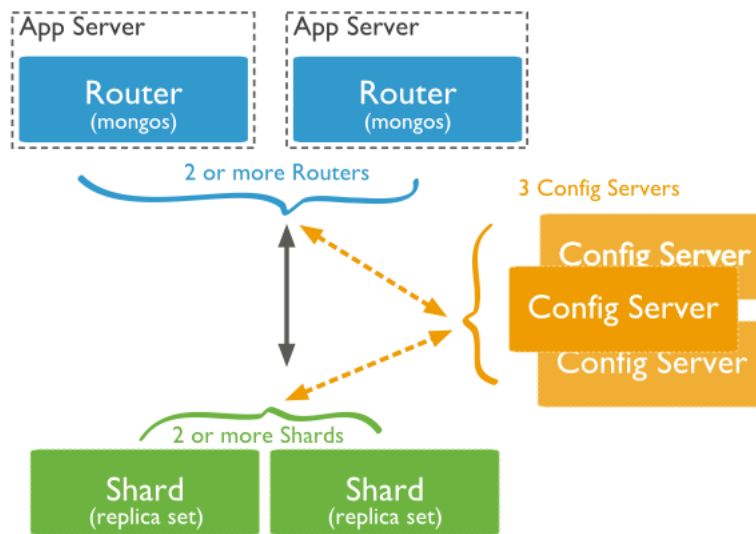 App Server
App Server
Router
(mongos)
Router
(mongos)
2 or more Routers
3 Config Servers
Config Server
Config Server
Config Server
2 or more Shards
Shard
(replica set)
Shard
(replica set)